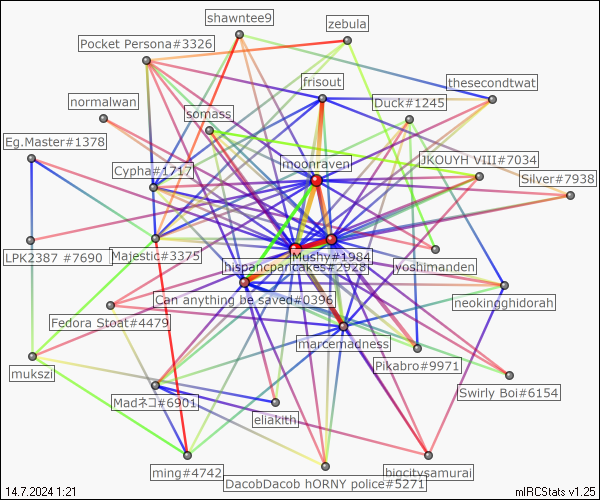 shawntee9
zebula
Pocket Persona#3326
frisout
thesecondtwat
normalwan
Duck#1245
somass
Eg.Master#1378
moonraven
JKOUYH VIII#7034
Cypha#1717
Silver#7938
LPK2387 #7690
Majestic#3375
Mushy#1984
hispancpancakes#2928
yoshimanden
Can anything be saved#0396
neokingghidorah
Fedora Stoat#4479
marcemadness
Pikabro#9971
mukszi
Swirly Boi#6154
Madネコ#6901
eliakith
ming#4742
bigcitysamurai
DacobDacob hORNY police#5271
14.7.2024 1:21
mIRCStats v1.25